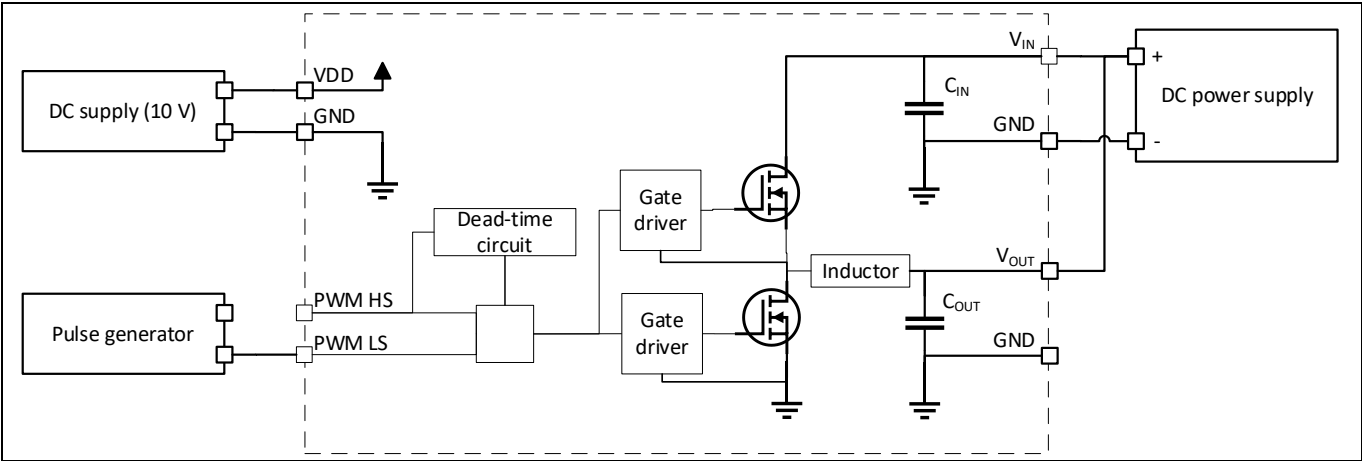 VIN
+
VDD
CIN
DC supply (10 V)
DC power supply
GND
GND
-
Gate
driver
Dead-time
circuit
VOUT
Inductor
PWM HS
COUT
Gate
driver
Pulse generator
PWM LS
GND